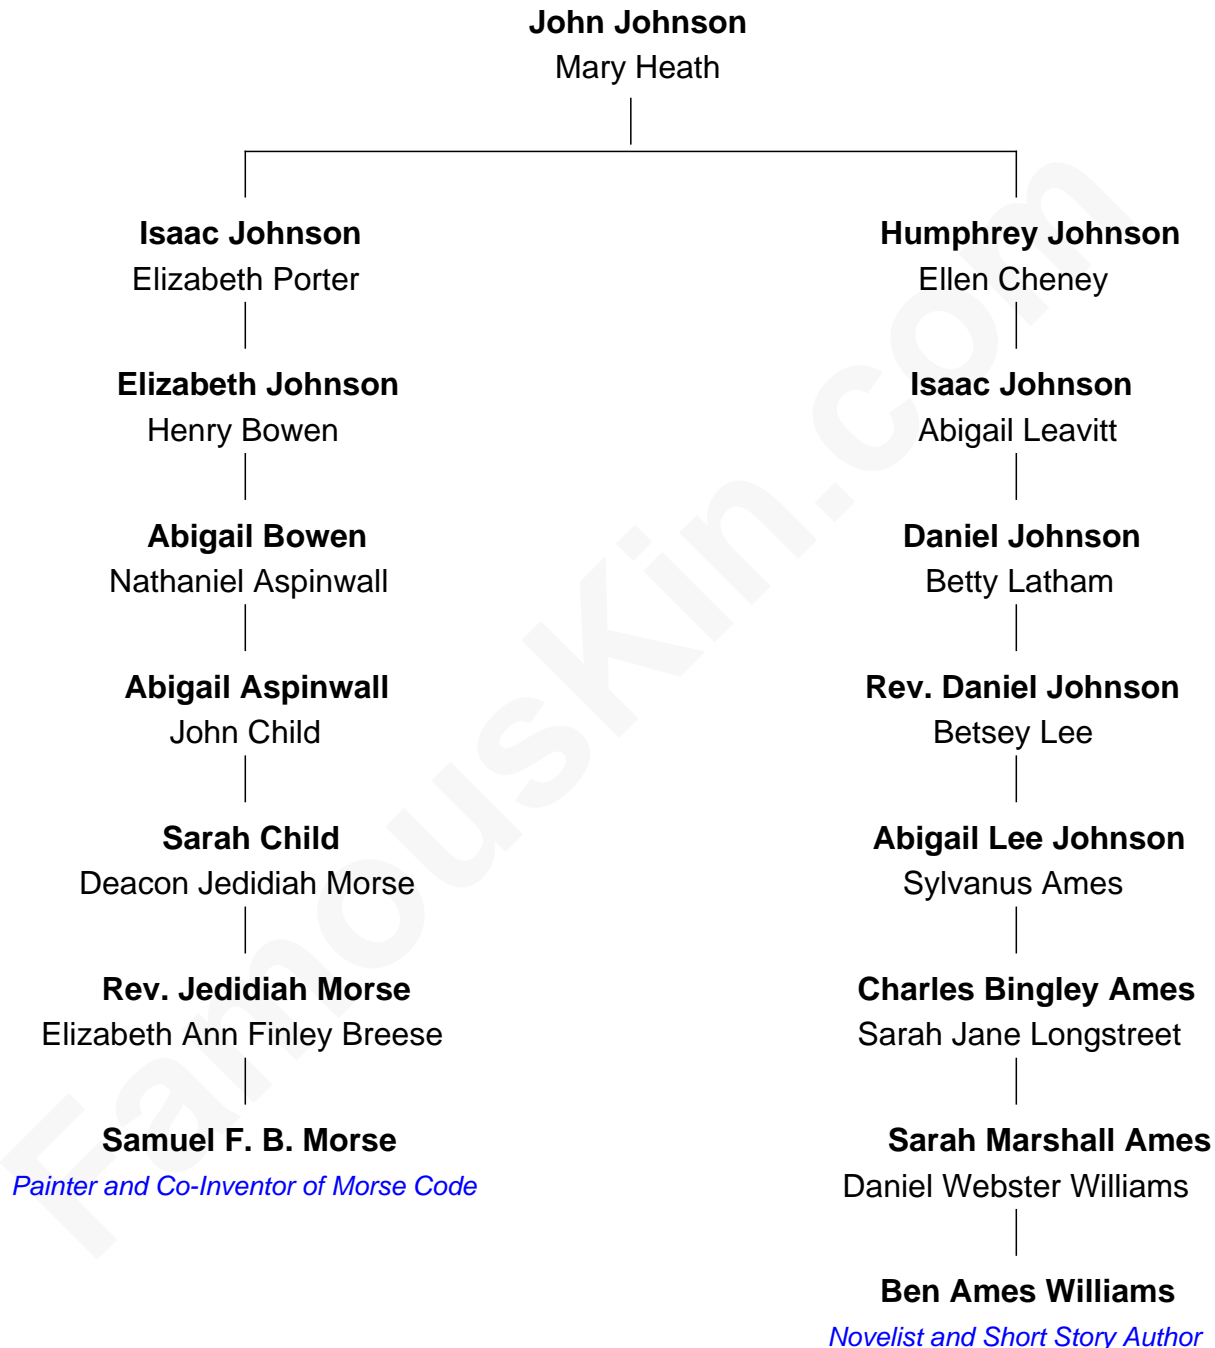 John Johnson
Mary Heath
Isaac Johnson
Elizabeth Porter
Humphrey Johnson
Ellen Cheney
Elizabeth Johnson
Henry Bowen
Isaac Johnson
Abigail Leavitt
Abigail Bowen
Nathaniel Aspinwall
Daniel Johnson
Betty Latham
Abigail Aspinwall
John Child
Rev. Daniel Johnson
Betsey Lee
Sarah Child
Deacon Jedidiah Morse
Abigail Lee Johnson
Sylvanus Ames
Rev. Jedidiah Morse
Elizabeth Ann Finley Breese
Charles Bingley Ames
Sarah Jane Longstreet
Samuel F. B. Morse
Painter and Co-Inventor of Morse Code
Sarah Marshall Ames
Daniel Webster Williams
Ben Ames Williams
Novelist and Short Story Author
FamousKin.com